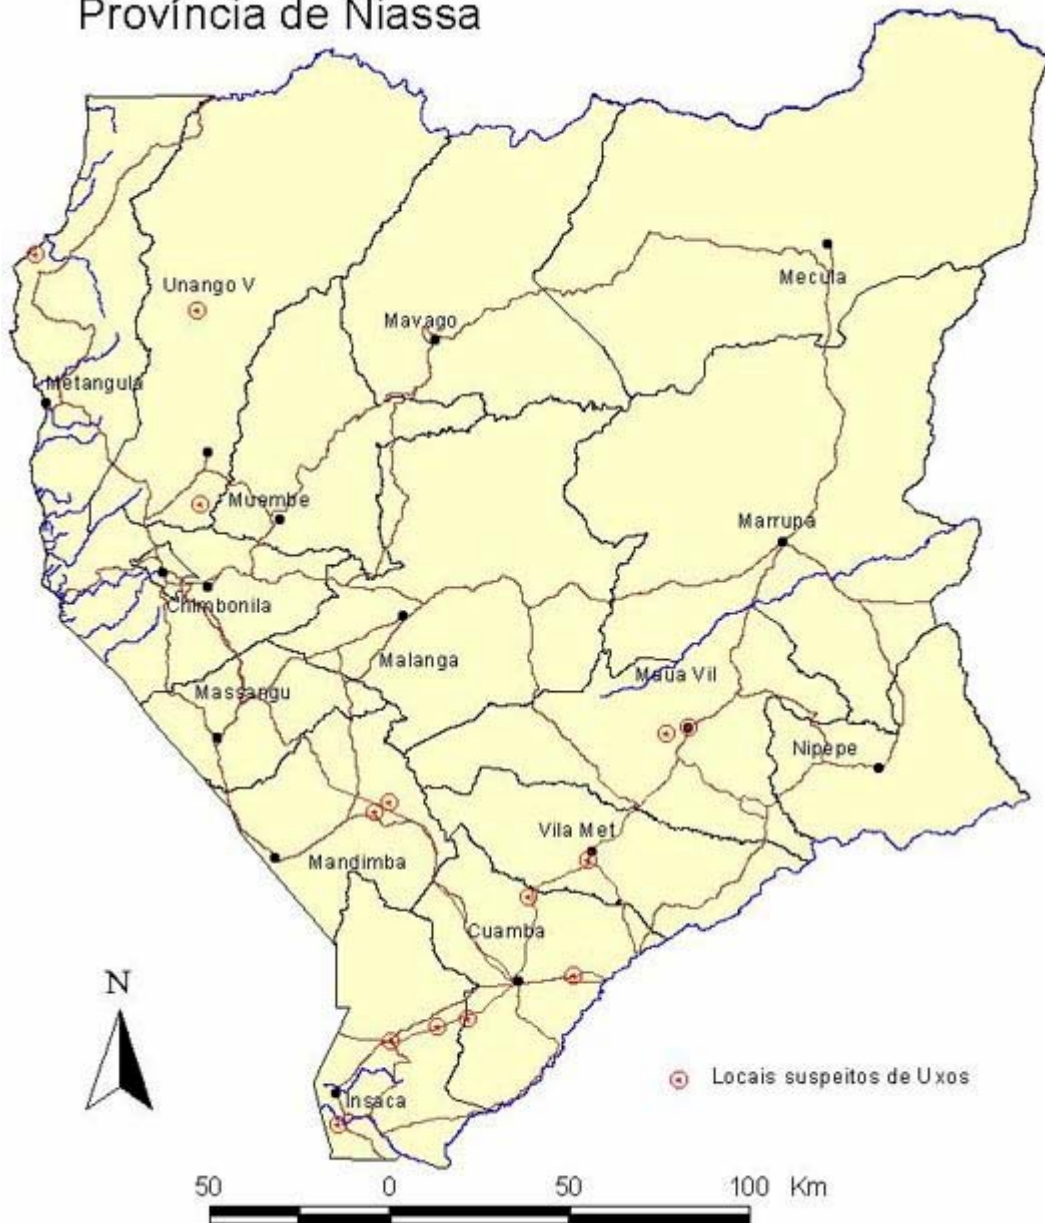 Província de Niassa
Unango V
Mecula
Mavago
Metangula
Muembe
Marrupa
Chimbonila
Malanga
Massangu
Maua Vil
Nipepe
Vila Met
Mandimba
Cuamba
N
Locais suspeitos de Uxos
Insaca
50 0 50 100 Km